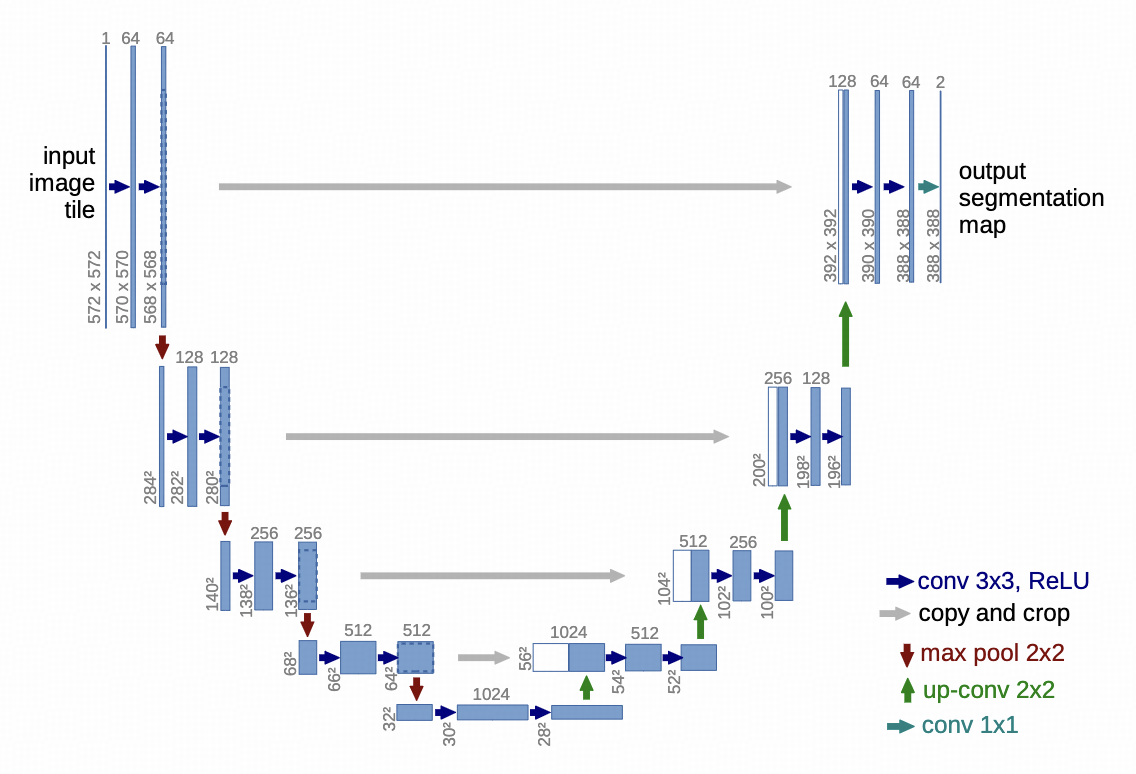 1 64 64
128 64 64 2
input
image
tile
output
segmentation
map
572 x 572
570 x 570
568 x 568
392 x 392
390 x 390
388 x 388
388 x 388
128 128
256 128
284²
282²
280²
200²
198²
196²
256 256
512 256
140²
138²
136²
104²
102²
100²
conv 3x3, ReLU
copy and crop
max pool 2x2
up-conv 2x2
conv 1x1
512 512
1024 512
68²
66²
64²
56²
54²
52²
1024
32²
30²
28²